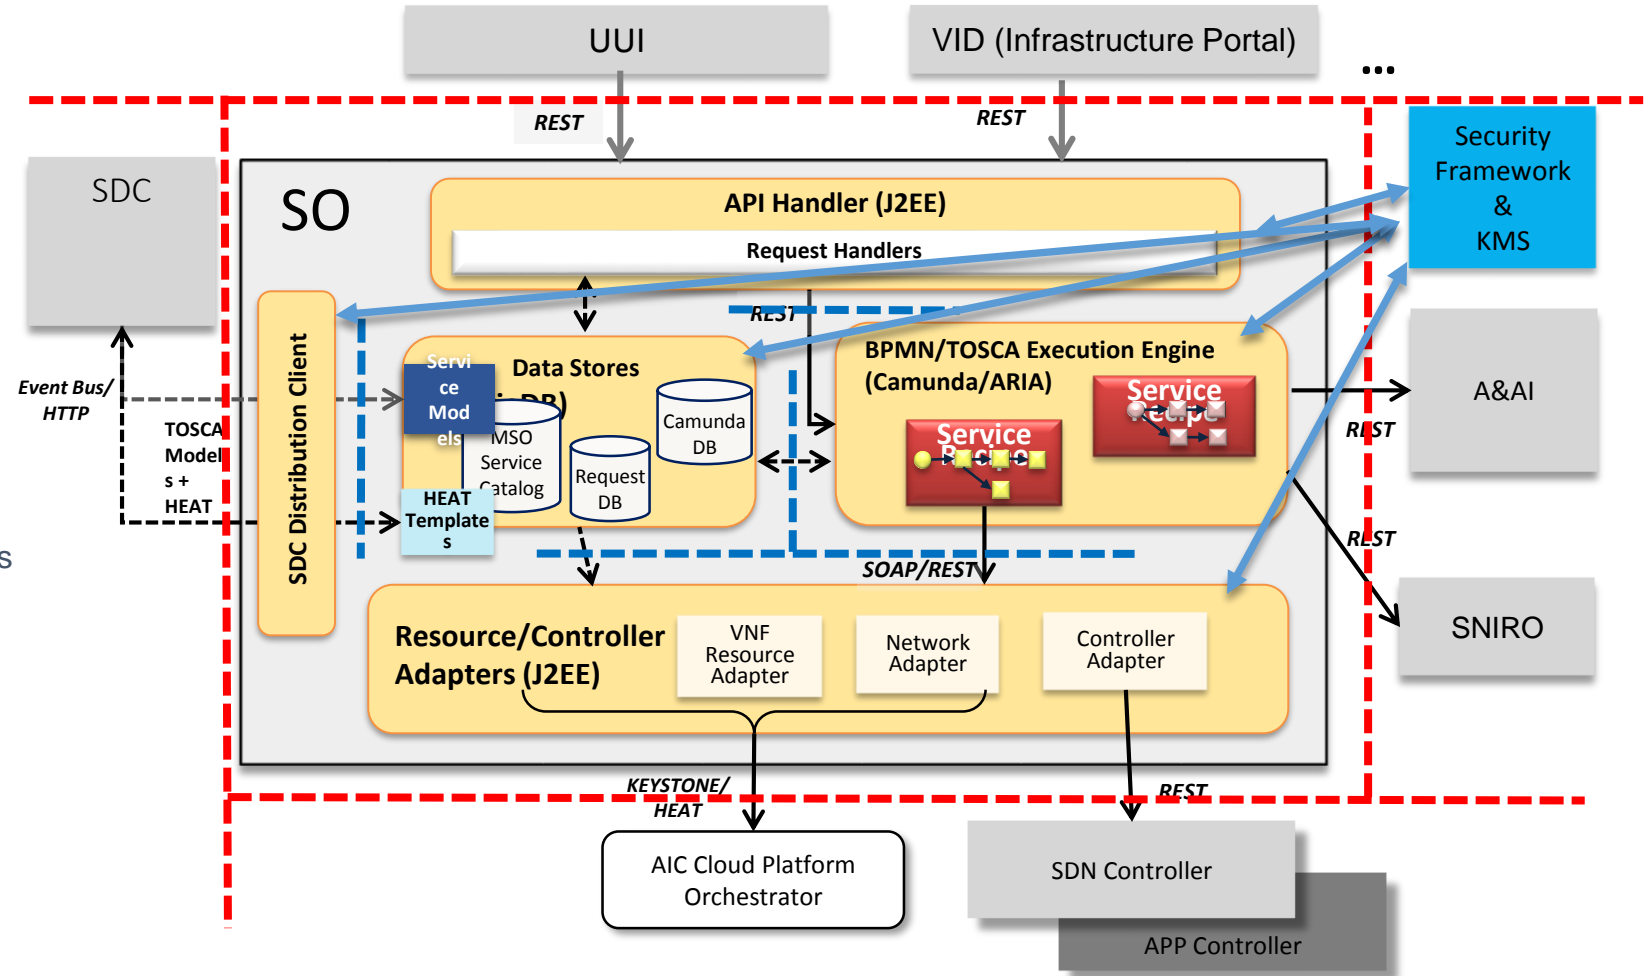 UUI
VID (Infrastructure Portal)
...
REST
REST
SDC
SO
API Handler (J2EE)
Request Handlers
Security
Framework
&
KMS
REST
SDC Distribution Client
Servi
ce
Mod
els
Data Stores
DB)
MSO
Service
Catalog
Request
DB
Camunda
DB
HEAT
Template
s
BPMN/TOSCA Execution Engine
(Camunda/ARIA)
Service
Recipe
Service
Recipe
Event Bus/
HTTP
TOSCA
Model
s +
HEAT
s
A&AI
REST
REST
SNIRO
SOAP/REST
Resource/Controller
Adapters (J2EE)
VNF
Resource
Adapter
Network
Adapter
Controller
Adapter
KEYSTONE/
HEAT
REST
AIC Cloud Platform
Orchestrator
SDN Controller
APP Controller